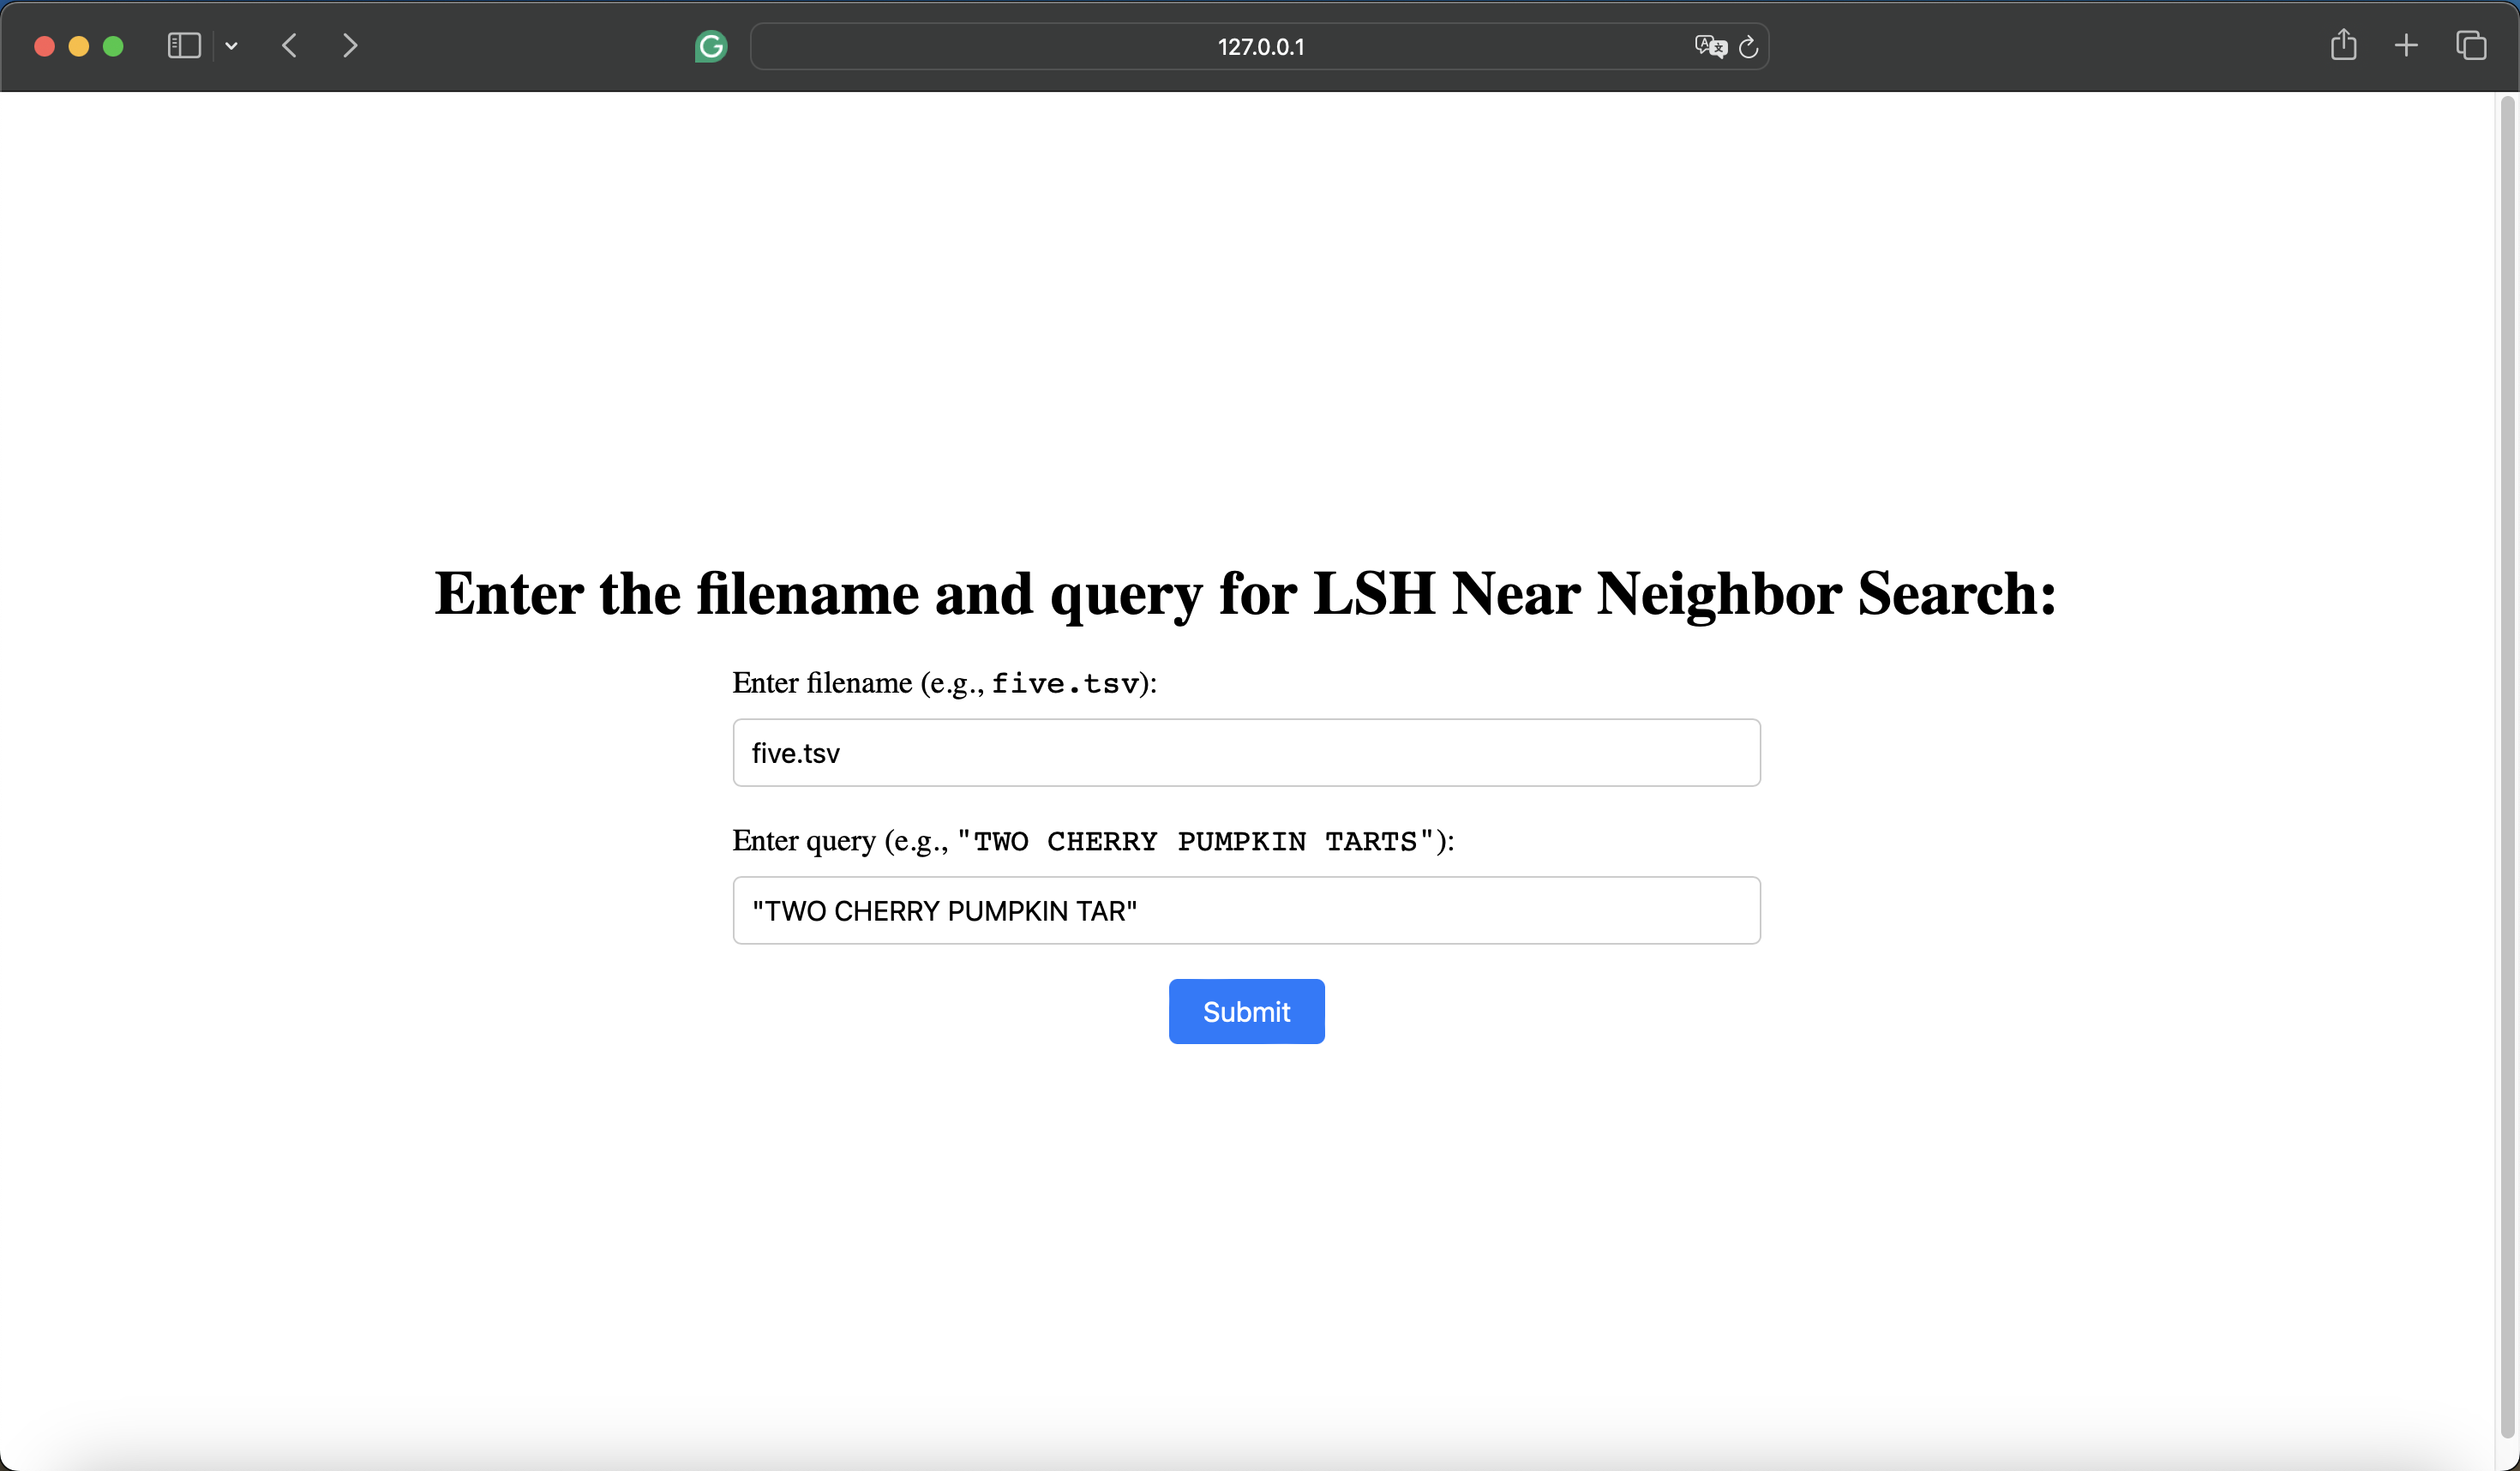 127.0.0.1
Enter the filename and query for LSH Near Neighbor Search:
Enter filename (e.g., five.tsv):
five.tsv
Enter query (e.g., "TWO CHERRY PUMPKIN TARTS"):
"TWO CHERRY PUMPKIN TAR"
Submit